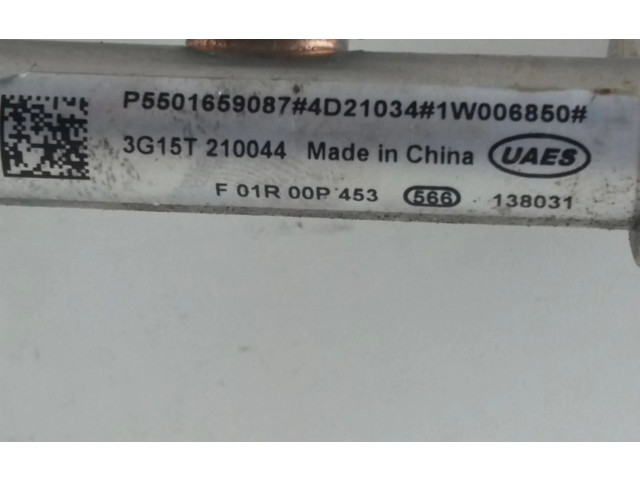 P5501659087#4D21034#1W006850#
3G15T 210044 Made in China UAES
F 01R 00P 453 566 138031